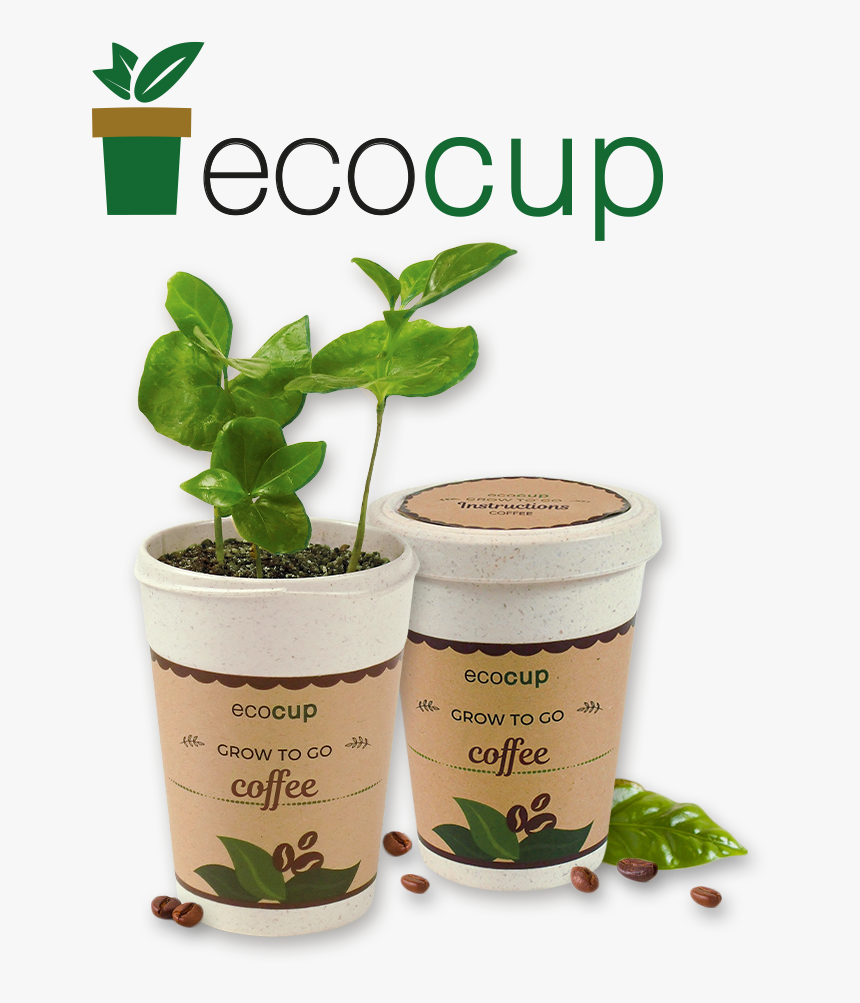 ecocup
ecocup
GROW TO GO
Instructions
COFFEE
ecocup
GROW TO GO
coffee
ecocup
GROW TO GO
coffee